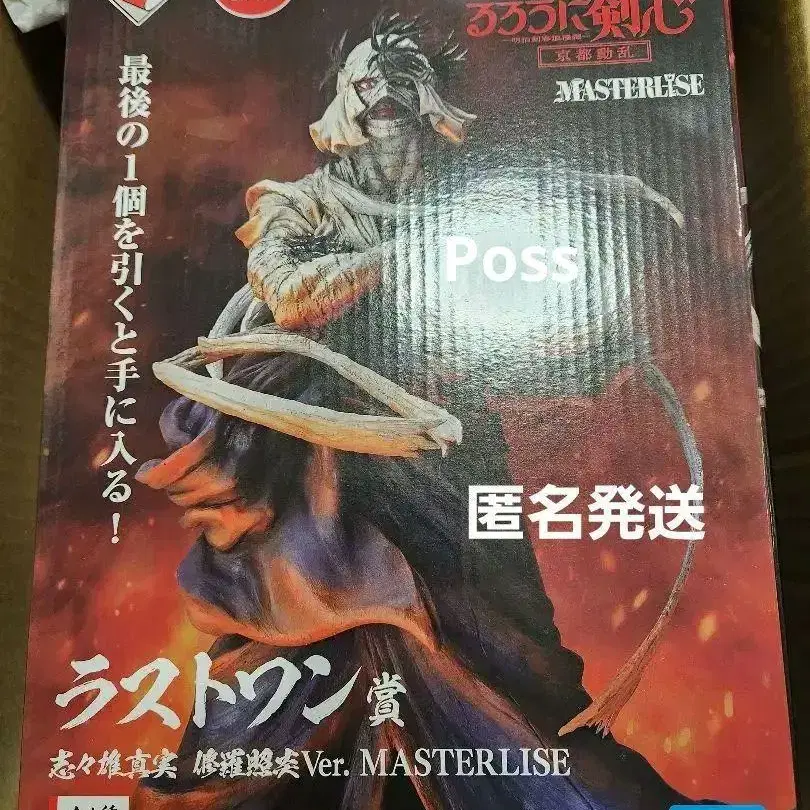 るろうに剣心
京都動乱
MASTERLISE
最後の1個を引くと手に入る!
Poss
匿名発送
ラストワン賞
志々雄真実 修羅照炎Ver. MASTERLISE